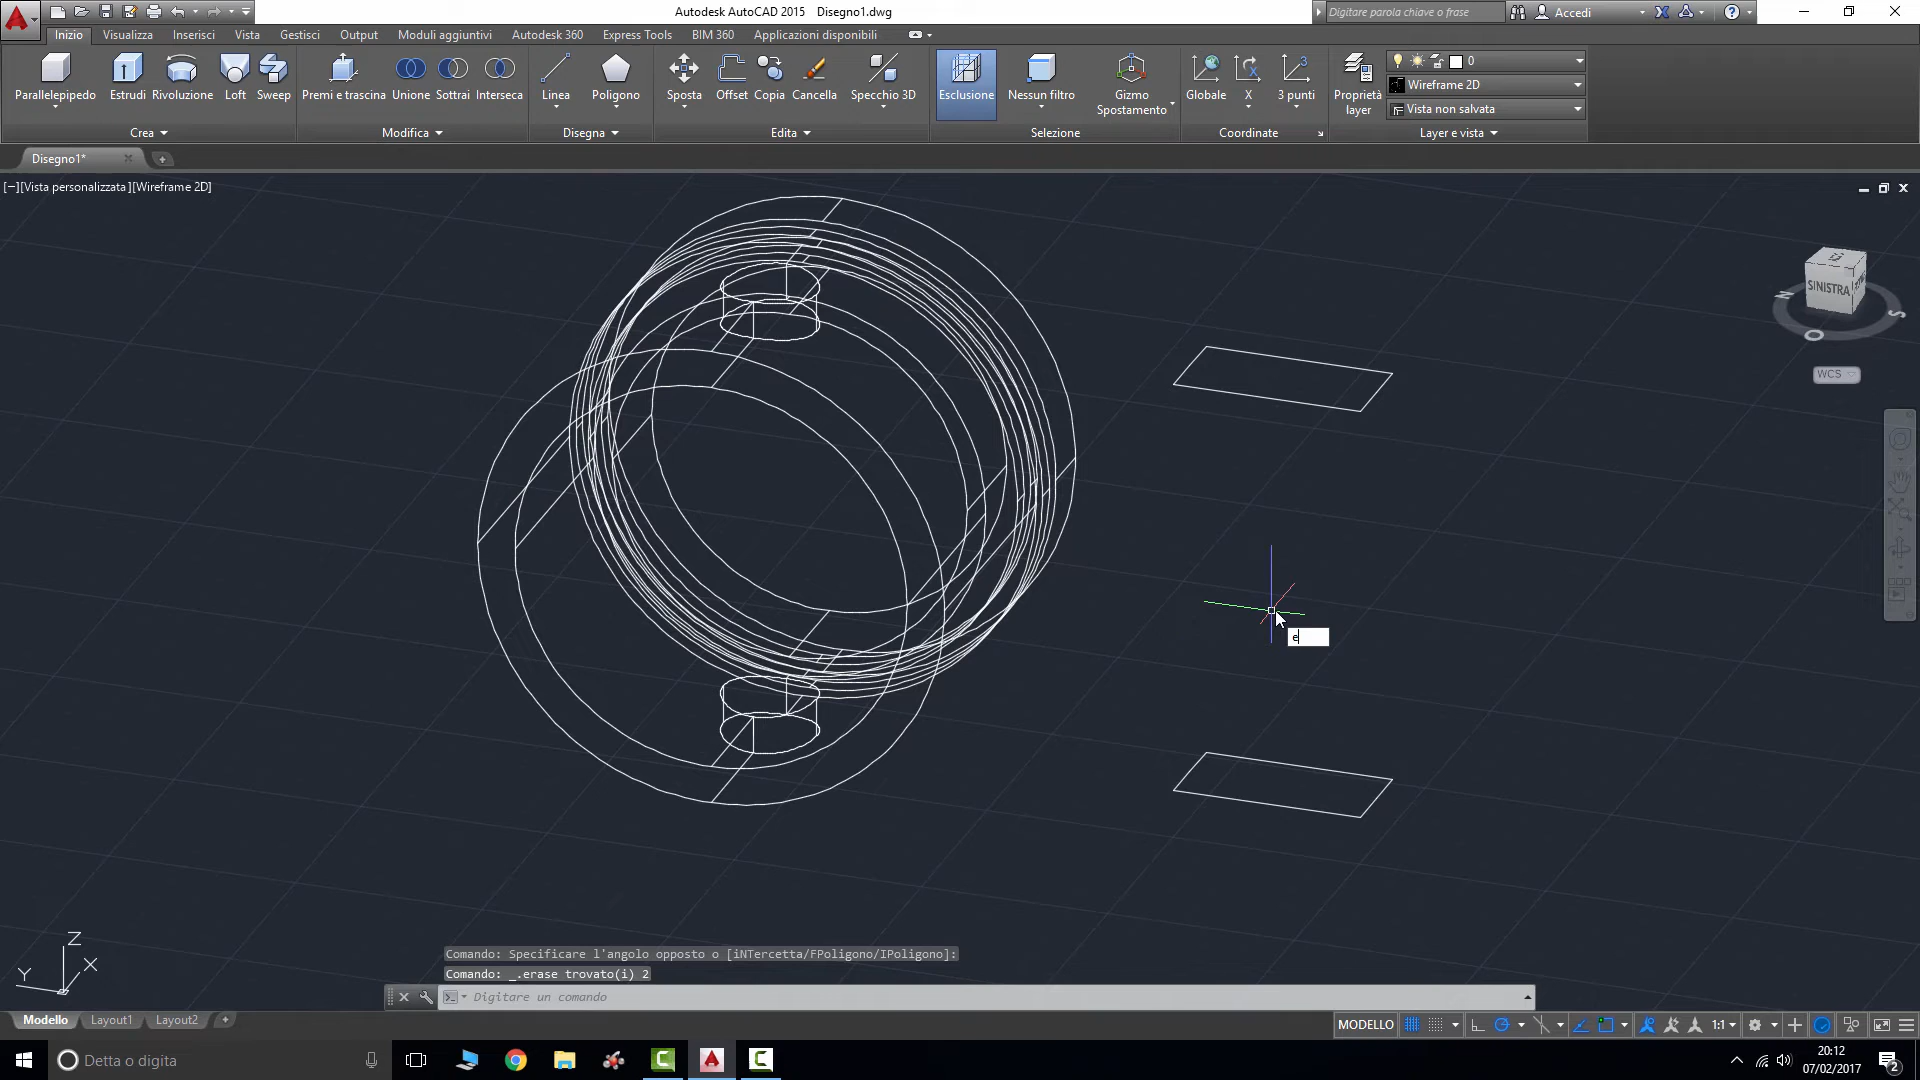 Autodesk AutoCAD 2015 Disegno1.dwg
Digitare parola chiave o frase
Accedi
Inizio Visualizza Inserisci Vista Gestisci Output Moduli aggiuntivi Autodesk 360 Express Tools BIM 360 Applicazioni disponibili
Parallelepipedo Estrudi Rivoluzione Loft Sweep
Premi e trascina Unione Sottrai Interseca
Linea Poligono
Sposta Offset Copia Cancella Specchio 3D
Esclusione Nessun filtro Gizmo Spostamento
Globale X 3 punti
Proprietà layer
0
Wireframe 2D
Vista non salvata
Crea Modifica Disegna Edita Selezione Coordinate Layer e vista
Disegno1*
[−][Vista personalizzata][Wireframe 2D]
SINISTRA
N
S
O
WCS
e
Z
Y
X
Comando: Specificare l'angolo opposto o [iNTercetta/FPoligono/IPoligono]:
Comando: _.erase trovato(i) 2
Digitare un comando
Modello Layout1 Layout2
MODELLO
1:1
Detta o digita
20:12
07/02/2017
2